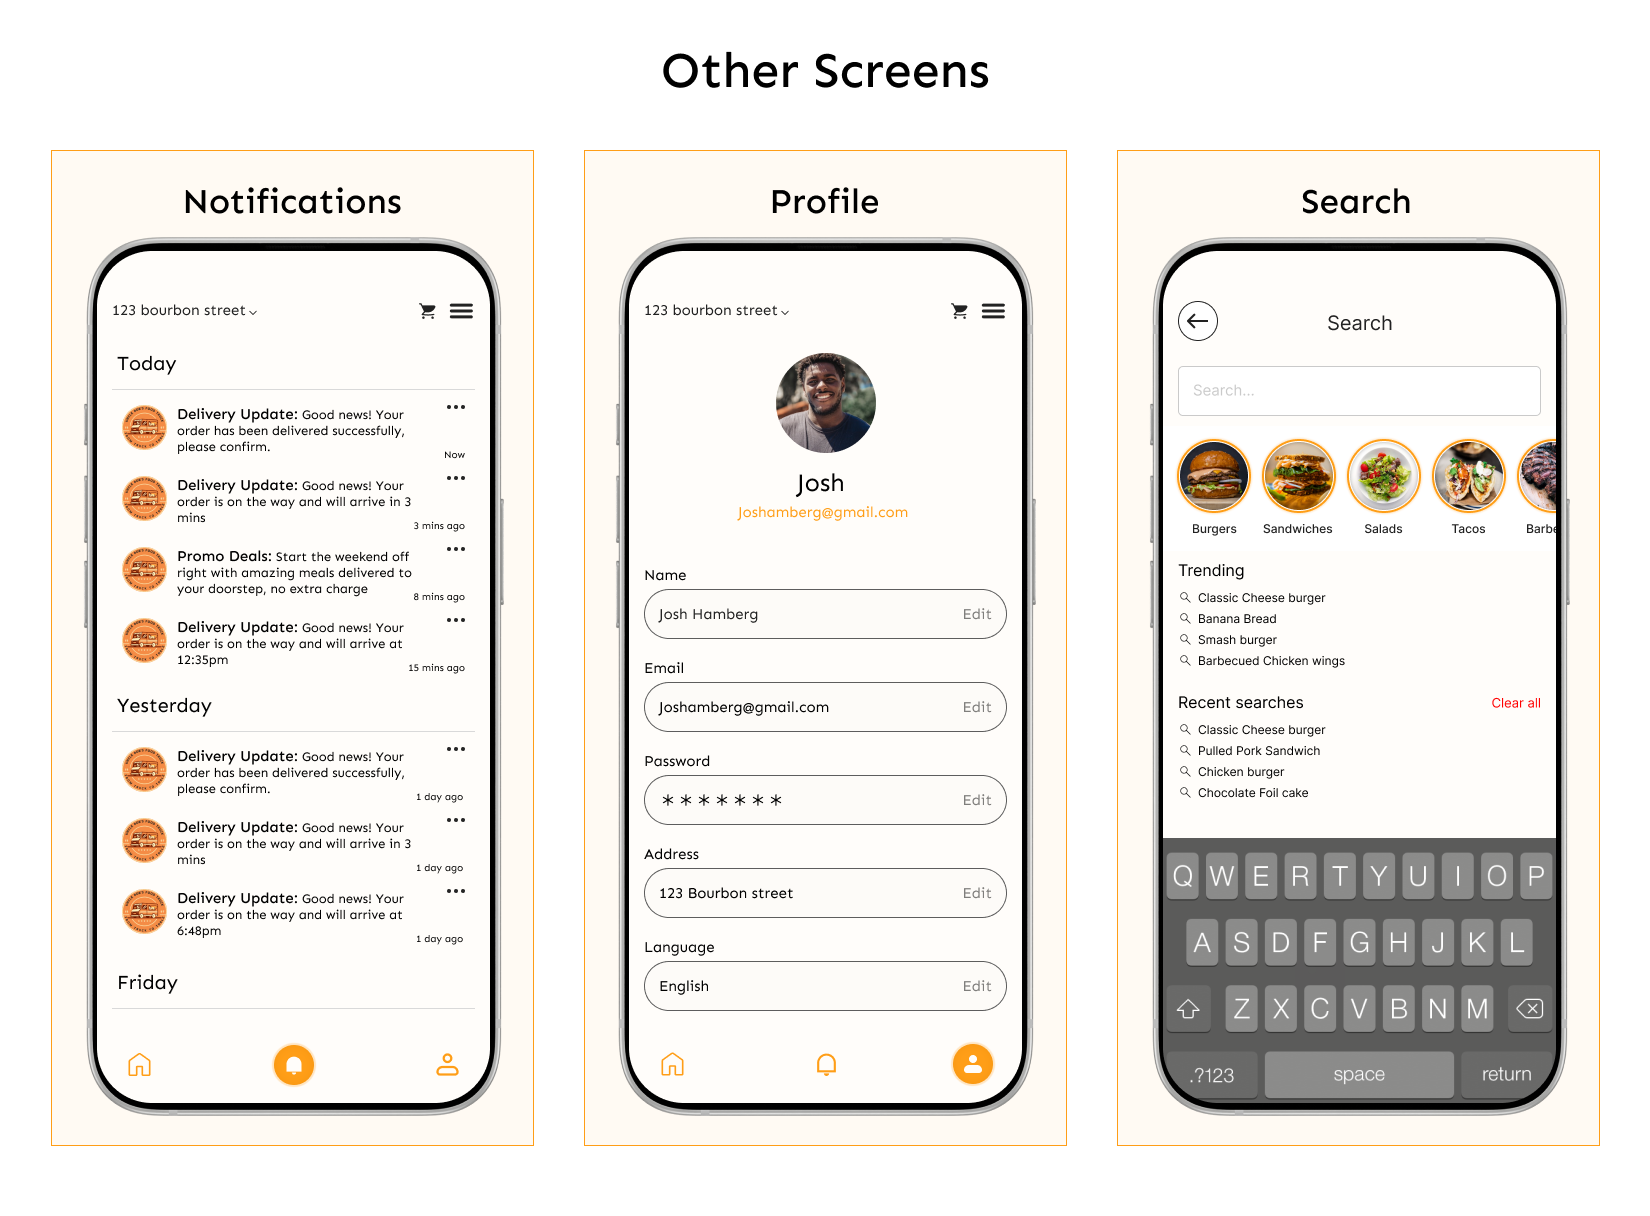 Other Screens
Notifications
123 bourbon street
Today
Delivery Update: Good news! Your
order has been delivered successfully,
please confirm.
Now
Delivery Update: Good news! Your
order is on the way and will arrive in 3
mins
3 mins ago
Promo Deals: Start the weekend off
right with amazing meals delivered to
your doorstep, no extra charge
8 mins ago
Delivery Update: Good news! Your
order is on the way and will arrive at
12:35pm
15 mins ago
Yesterday
Delivery Update: Good news! Your
order has been delivered successfully,
please confirm.
1 day ago
Delivery Update: Good news! Your
order is on the way and will arrive in 3
mins
1 day ago
Delivery Update: Good news! Your
order is on the way and will arrive at
6:48pm
1 day ago
Friday
Profile
123 bourbon street
Josh
Joshamberg@gmail.com
Name
Josh Hamberg Edit
Email
Joshamberg@gmail.com Edit
Password
******* Edit
Address
123 Bourbon street Edit
Language
English Edit
Search
Search
Search...
Burgers Sandwiches Salads Tacos Barbe
Trending
Classic Cheese burger
Banana Bread
Smash burger
Barbecued Chicken wings
Recent searches Clear all
Classic Cheese burger
Pulled Pork Sandwich
Chicken burger
Chocolate Foil cake
Q W E R T Y U I O P
A S D F G H J K L
Z X C V B N M
.?123 space return